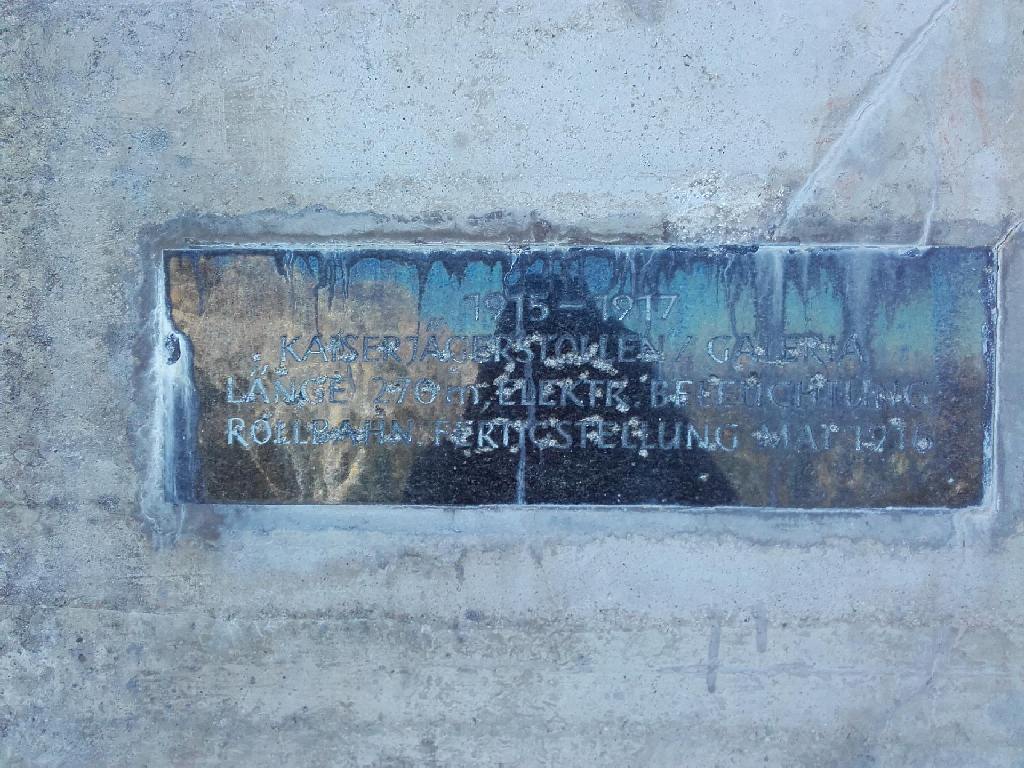 1915 – 1917
KAISERJÄGERSTOLLEN / GALERIA
LÄNGE 270 m, ELEKTR. BELEUCHTUNG
ROLLBAHN. FERTIGSTELLUNG MAI 1916